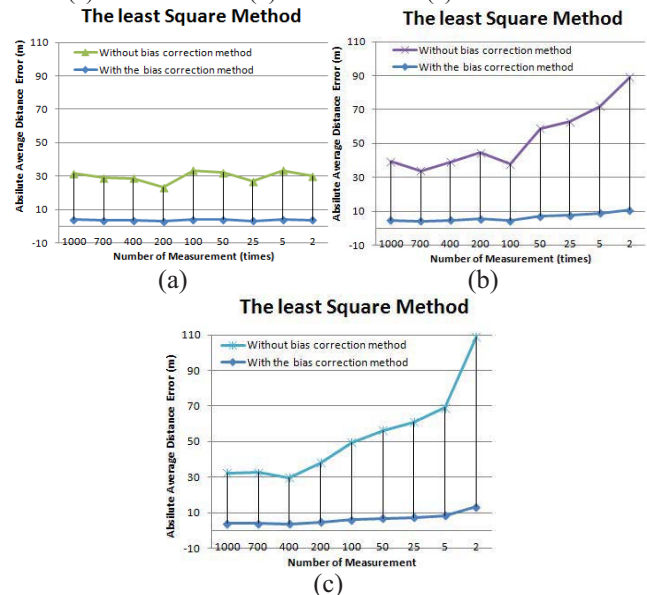 The least Square Method
Absilute Average Distance Error (m)
110
90
70
50
30
10
-10
Without bias correction method
With the bias correction method
1000 700 400 200 100 50 25 5 2
Number of Measurement (times)
(a)
The least Square Method
Absilute Average Distance Error (m)
110
90
70
50
30
10
-10
Without bias correction method
With the bias correction method
1000 700 400 200 100 50 25 5 2
Number of Measurement (times)
(b)
The least Square Method
Absilute Average Distance Error (m)
110
90
70
50
30
10
-10
Without bias correction method
With the bias correction method
1000 700 400 200 100 50 25 5 2
Number of Measurement
(c)